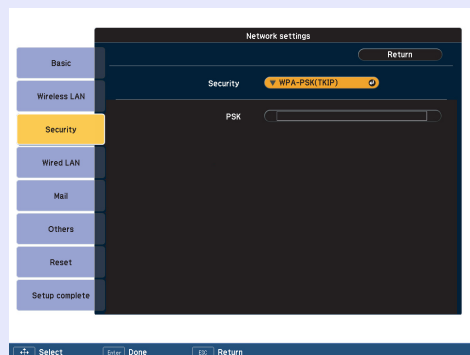 Network settings
Return
Basic
Security ▼ WPA-PSK(TKIP)
Wireless LAN
PSK
Security
Wired LAN
Mail
Others
Reset
Setup complete
Select Enter Done ESC Return